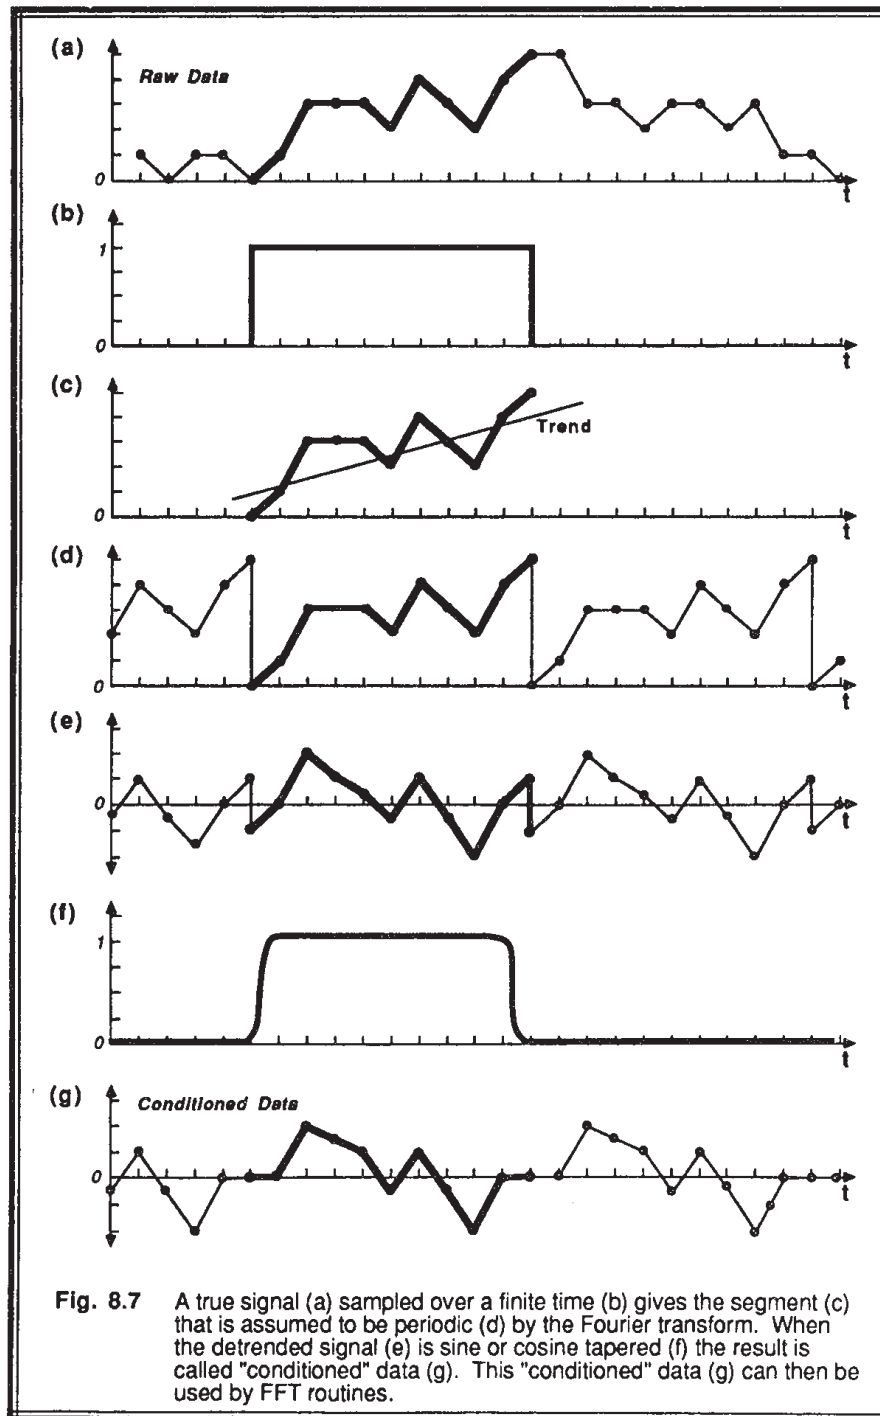 (a)
Raw Data
0
t
(b)
1
0
t
(c)
Trend
0
t
(d)
0
t
(e)
0
t
(f)
1
0
t
(g)
Conditioned Data
0
t
Fig. 8.7 A true signal (a) sampled over a finite time (b) gives the segment (c)
that is assumed to be periodic (d) by the Fourier transform. When
the detrended signal (e) is sine or cosine tapered (f) the result is
called "conditioned" data (g). This "conditioned" data (g) can then be
used by FFT routines.